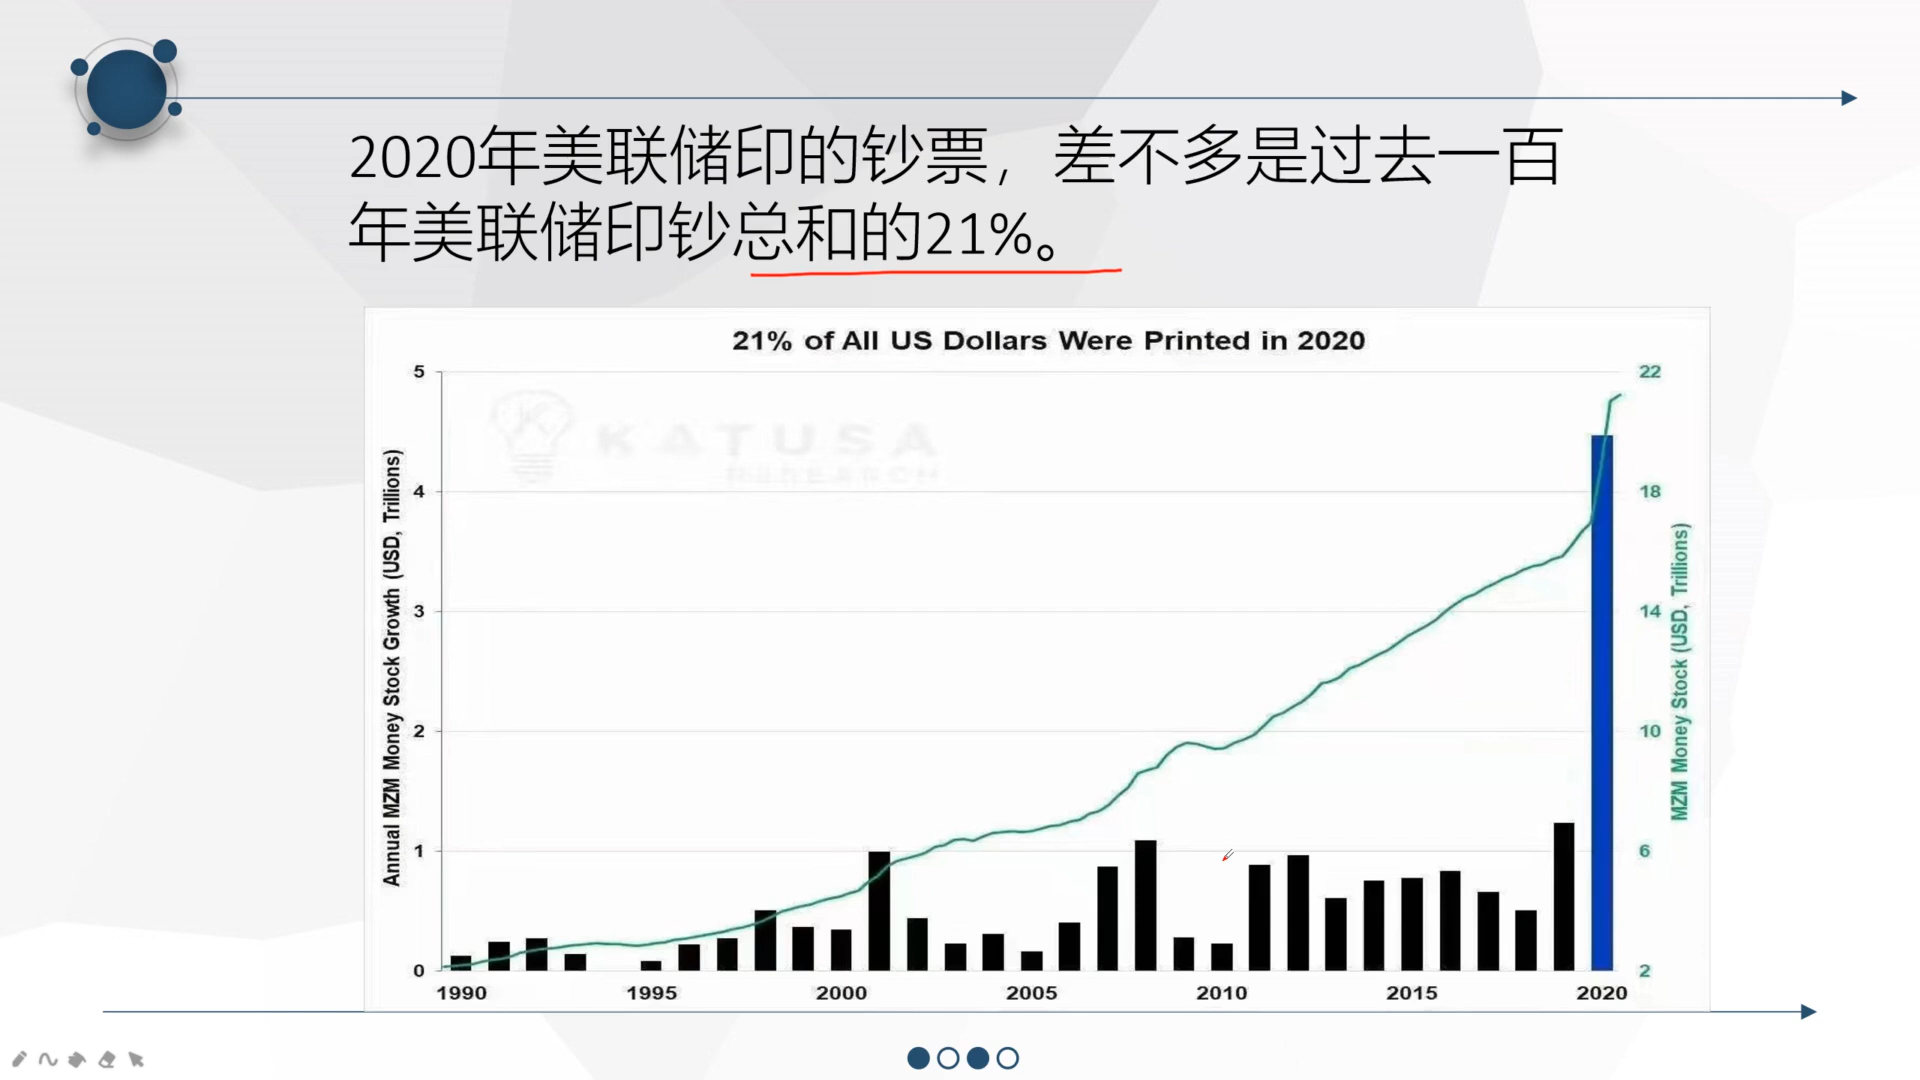 2020年美联储印的钞票，差不多是过去一百
年美联储印钞总和的21%。
21% of All US Dollars Were Printed in 2020
KATUSA
RESEARCH
Annual MZM Money Stock Growth (USD, Trillions)
5
4
3
2
1
0
22
18
14
10
6
2
MZM Money Stock (USD, Trillions)
1990 1995 2000 2005 2010 2015 2020